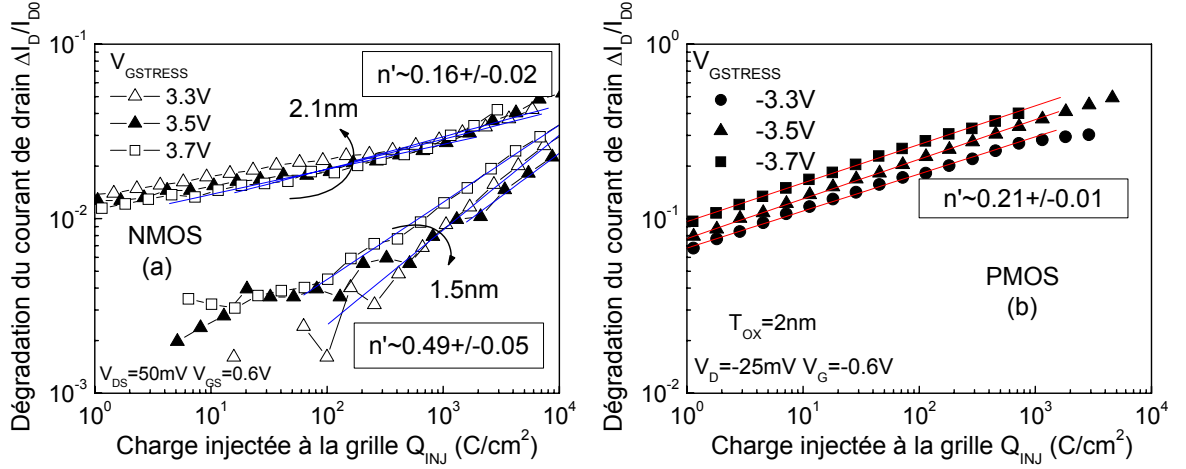 Dégradation du courant de drain ΔI_D/I_D0
10^-1
10^-2
10^-3
V_GSTRESS
3.3V
3.5V
3.7V
n'~0.16+/-0.02
2.1nm
NMOS
(a)
1.5nm
n'~0.49+/-0.05
V_DS=50mV V_GS=0.6V
10^0 10^1 10^2 10^3 10^4
Charge injectée à la grille Q_INJ (C/cm^2)
Dégradation du courant de drain ΔI_D/I_D0
10^0
10^-1
10^-2
V_GSTRESS
-3.3V
-3.5V
-3.7V
n'~0.21+/-0.01
PMOS
(b)
T_OX=2nm
V_D=-25mV V_G=-0.6V
10^0 10^1 10^2 10^3 10^4
Charge injectée à la grille Q_INJ (C/cm^2)